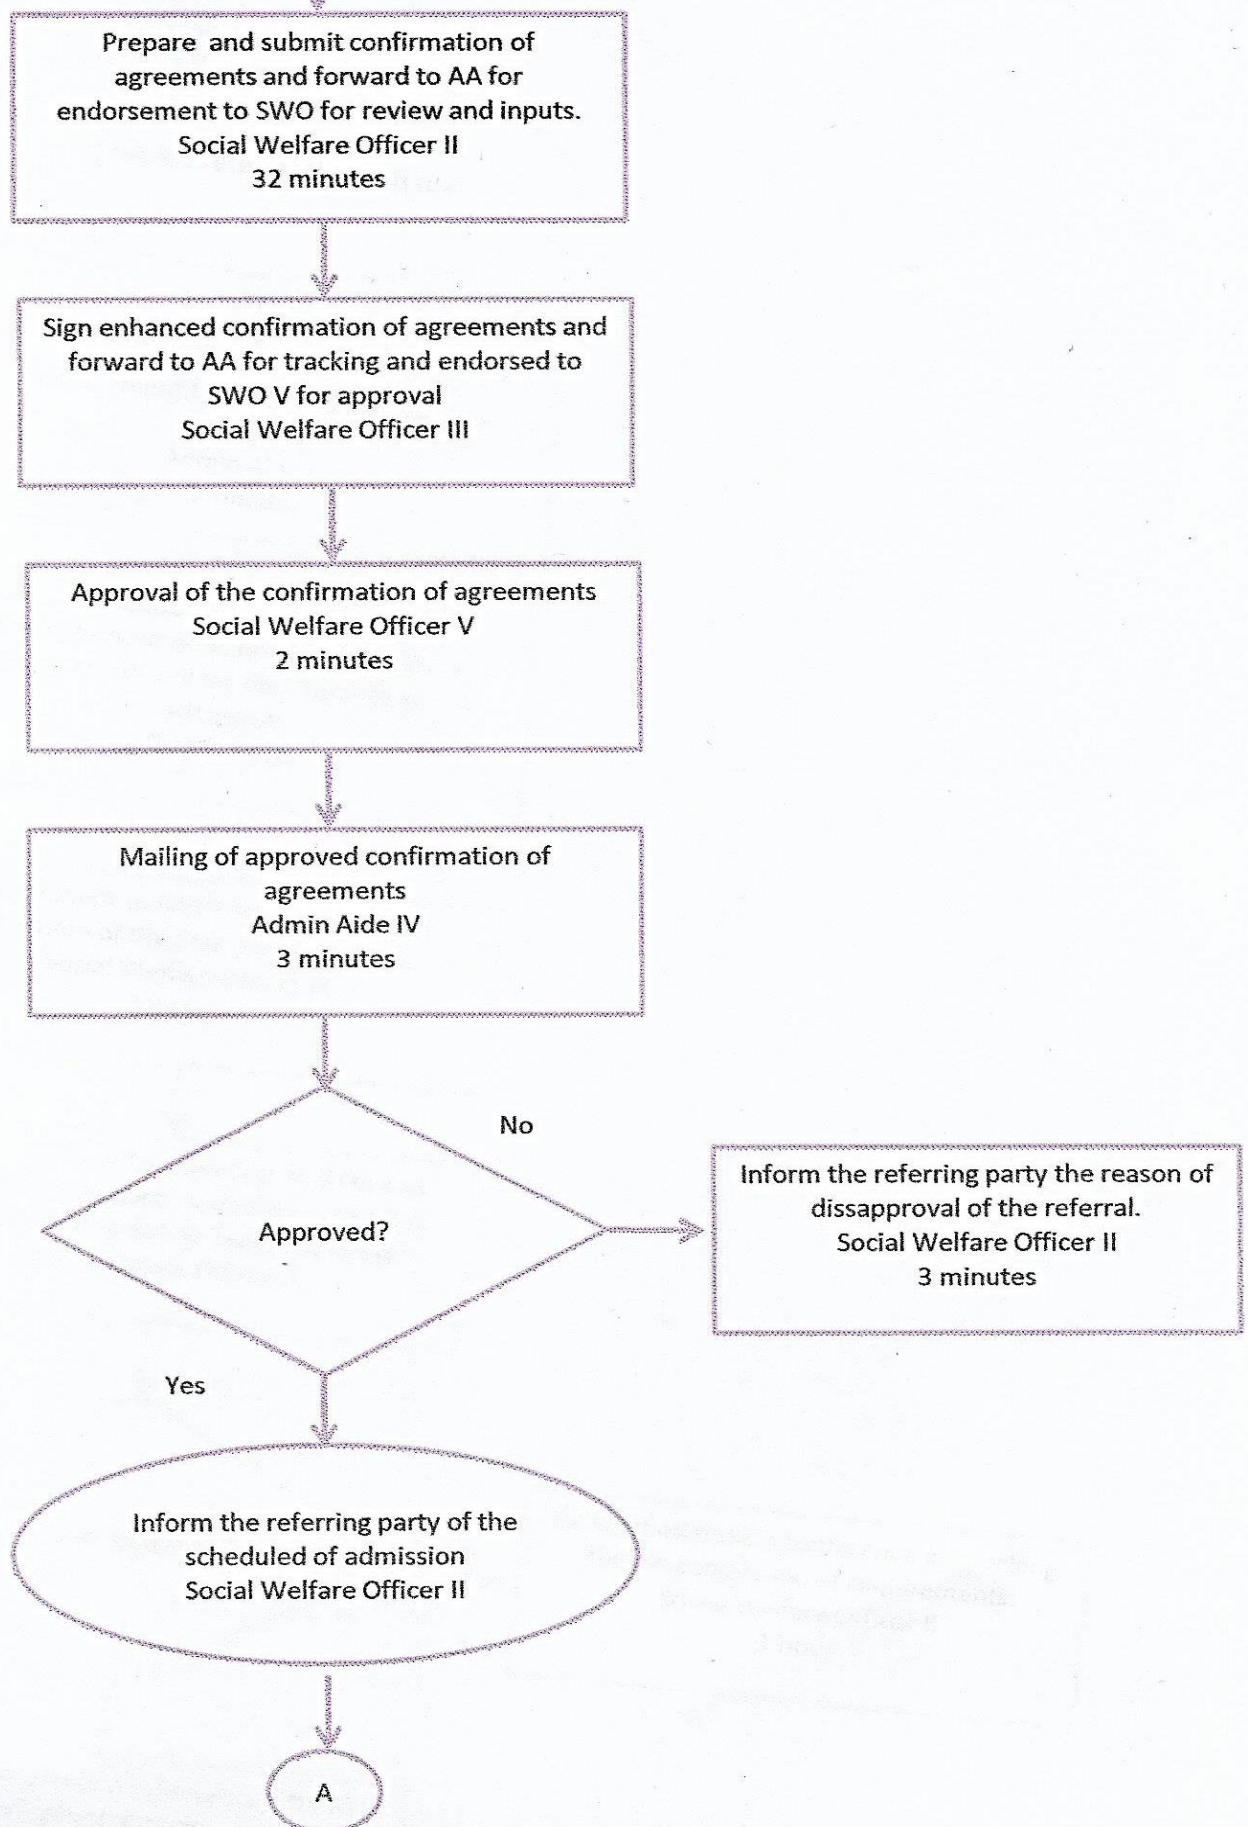 Prepare and submit confirmation of
agreements and forward to AA for
endorsement to SWO for review and inputs.
Social Welfare Officer II
32 minutes
Sign enhanced confirmation of agreements and
forward to AA for tracking and endorsed to
SWO V for approval
Social Welfare Officer III
Approval of the confirmation of agreements
Social Welfare Officer V
2 minutes
Mailing of approved confirmation of
agreements
Admin Aide IV
3 minutes
No
Approved?
Inform the referring party the reason of
dissapproval of the referral.
Social Welfare Officer II
3 minutes
Yes
Inform the referring party of the
scheduled of admission
Social Welfare Officer II
A